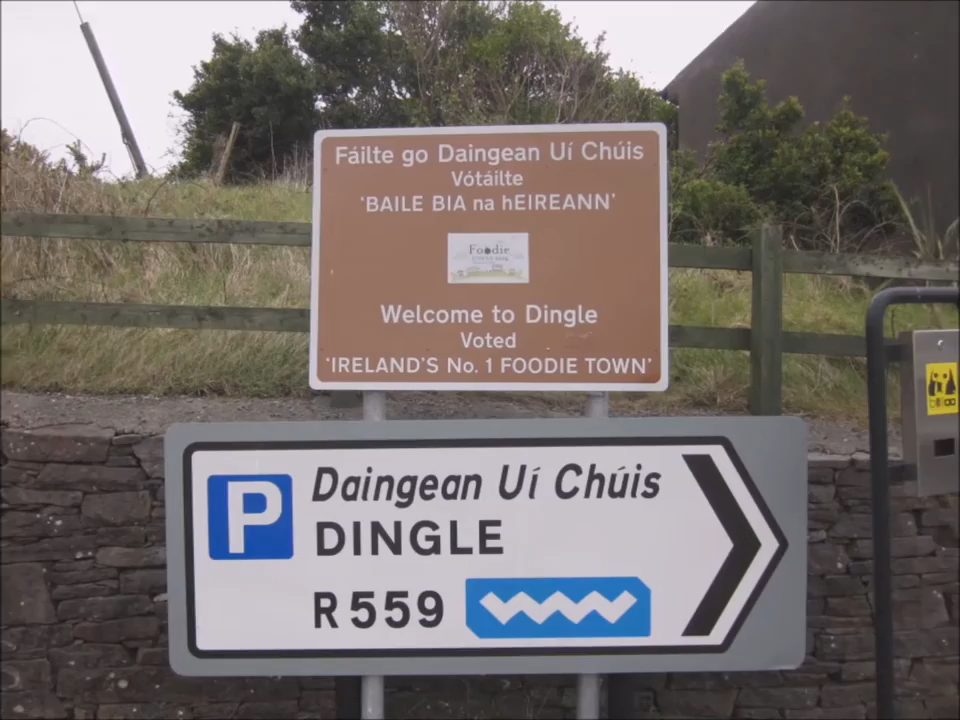 Fáilte go Daingean Uí Chúis
Vótáilte
'BAILE BIA na hEIREANN'
Foodie
Welcome to Dingle
Voted
'IRELAND'S No. 1 FOODIE TOWN'
P
Daingean Uí Chúis
DINGLE
R559